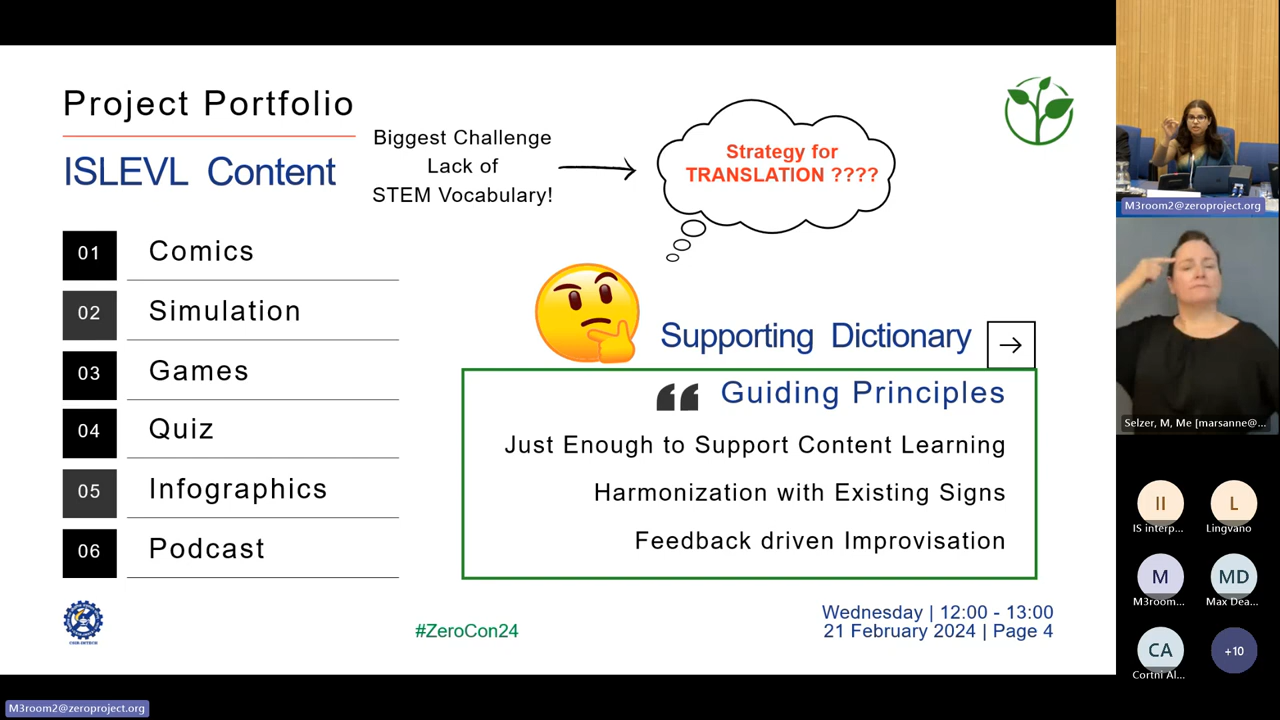 Project Portfolio
ISLEVL Content
Biggest Challenge
Lack of
STEM Vocabulary!
Strategy for
TRANSLATION ????
01 Comics
02 Simulation
03 Games
04 Quiz
05 Infographics
06 Podcast
Supporting Dictionary
Guiding Principles
Just Enough to Support Content Learning
Harmonization with Existing Signs
Feedback driven Improvisation
#ZeroCon24
Wednesday | 12:00 - 13:00
21 February 2024 | Page 4
M3room2@zeroproject.org
M3room2@zeroproject.org
Selzer, M, Me [marsanne@...
II
IS interp...
L
Lingvano
M
M3room...
MD
Max Dea...
CA
Cortni Al...
+10